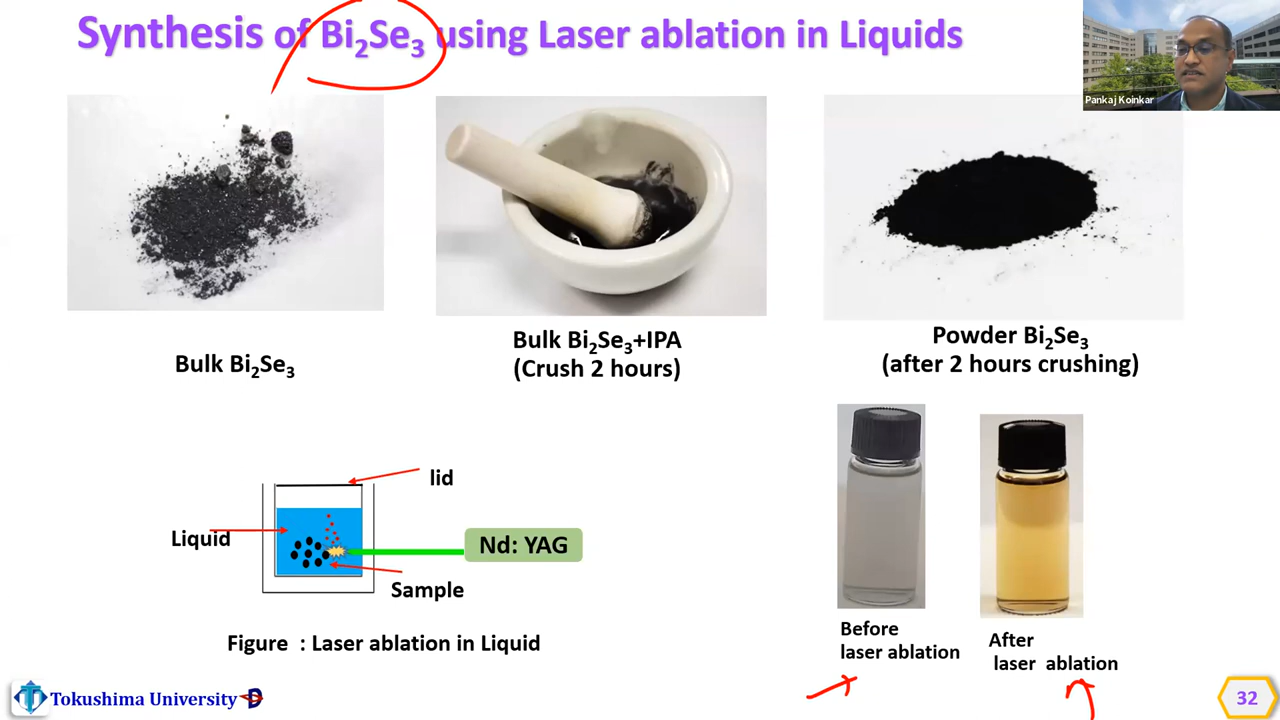 Synthesis of Bi₂Se₃ using Laser ablation in Liquids
Pankaj Koinkar
Bulk Bi₂Se₃
Bulk Bi₂Se₃+IPA
(Crush 2 hours)
Powder Bi₂Se₃
(after 2 hours crushing)
lid
Liquid
Nd: YAG
Sample
Figure : Laser ablation in Liquid
Before
laser ablation
After
laser ablation
Tokushima University
32